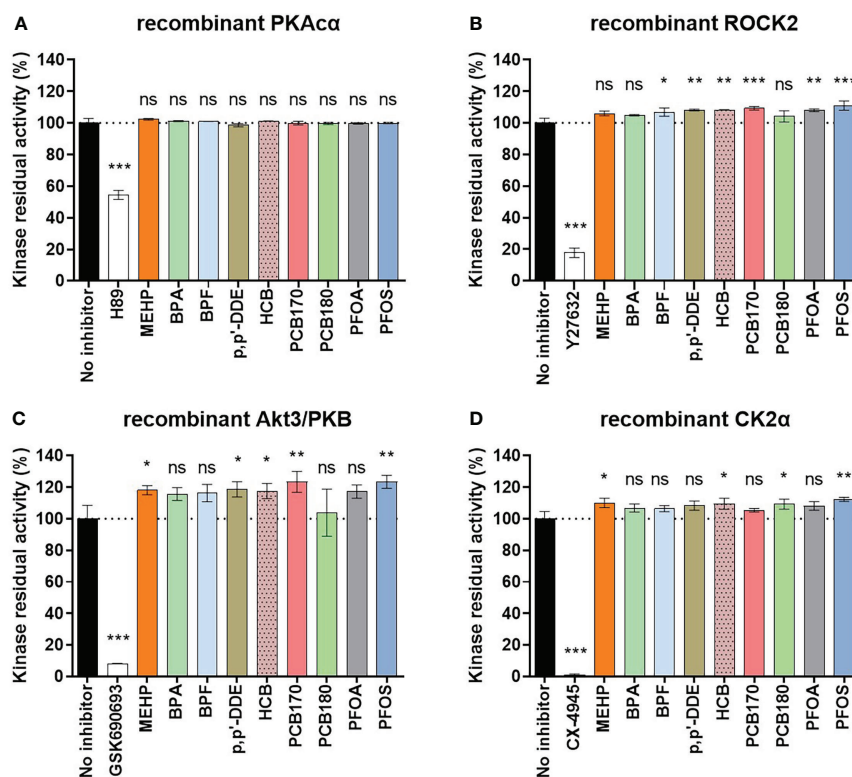 A
recombinant PKAcα
Kinase residual activity (%)
140
120
100
80
60
40
20
0
*** ns ns ns ns ns ns ns ns ns
No inhibitor
H89
MEHP
BPA
BPF
p,p'-DDE
HCB
PCB170
PCB180
PFOA
PFOS
B
recombinant ROCK2
Kinase residual activity (%)
140
120
100
80
60
40
20
0
*** ns ns * ** ** *** ns ** ***
No inhibitor
Y27632
MEHP
BPA
BPF
p,p'-DDE
HCB
PCB170
PCB180
PFOA
PFOS
C
recombinant Akt3/PKB
Kinase residual activity (%)
140
120
100
80
60
40
20
0
*** * ns ns * * ** ns ns **
No inhibitor
GSK690693
MEHP
BPA
BPF
p,p'-DDE
HCB
PCB170
PCB180
PFOA
PFOS
D
recombinant CK2α
Kinase residual activity (%)
140
120
100
80
60
40
20
0
*** * ns ns ns * ns * ns **
No inhibitor
CX-4945
MEHP
BPA
BPF
p,p'-DDE
HCB
PCB170
PCB180
PFOA
PFOS